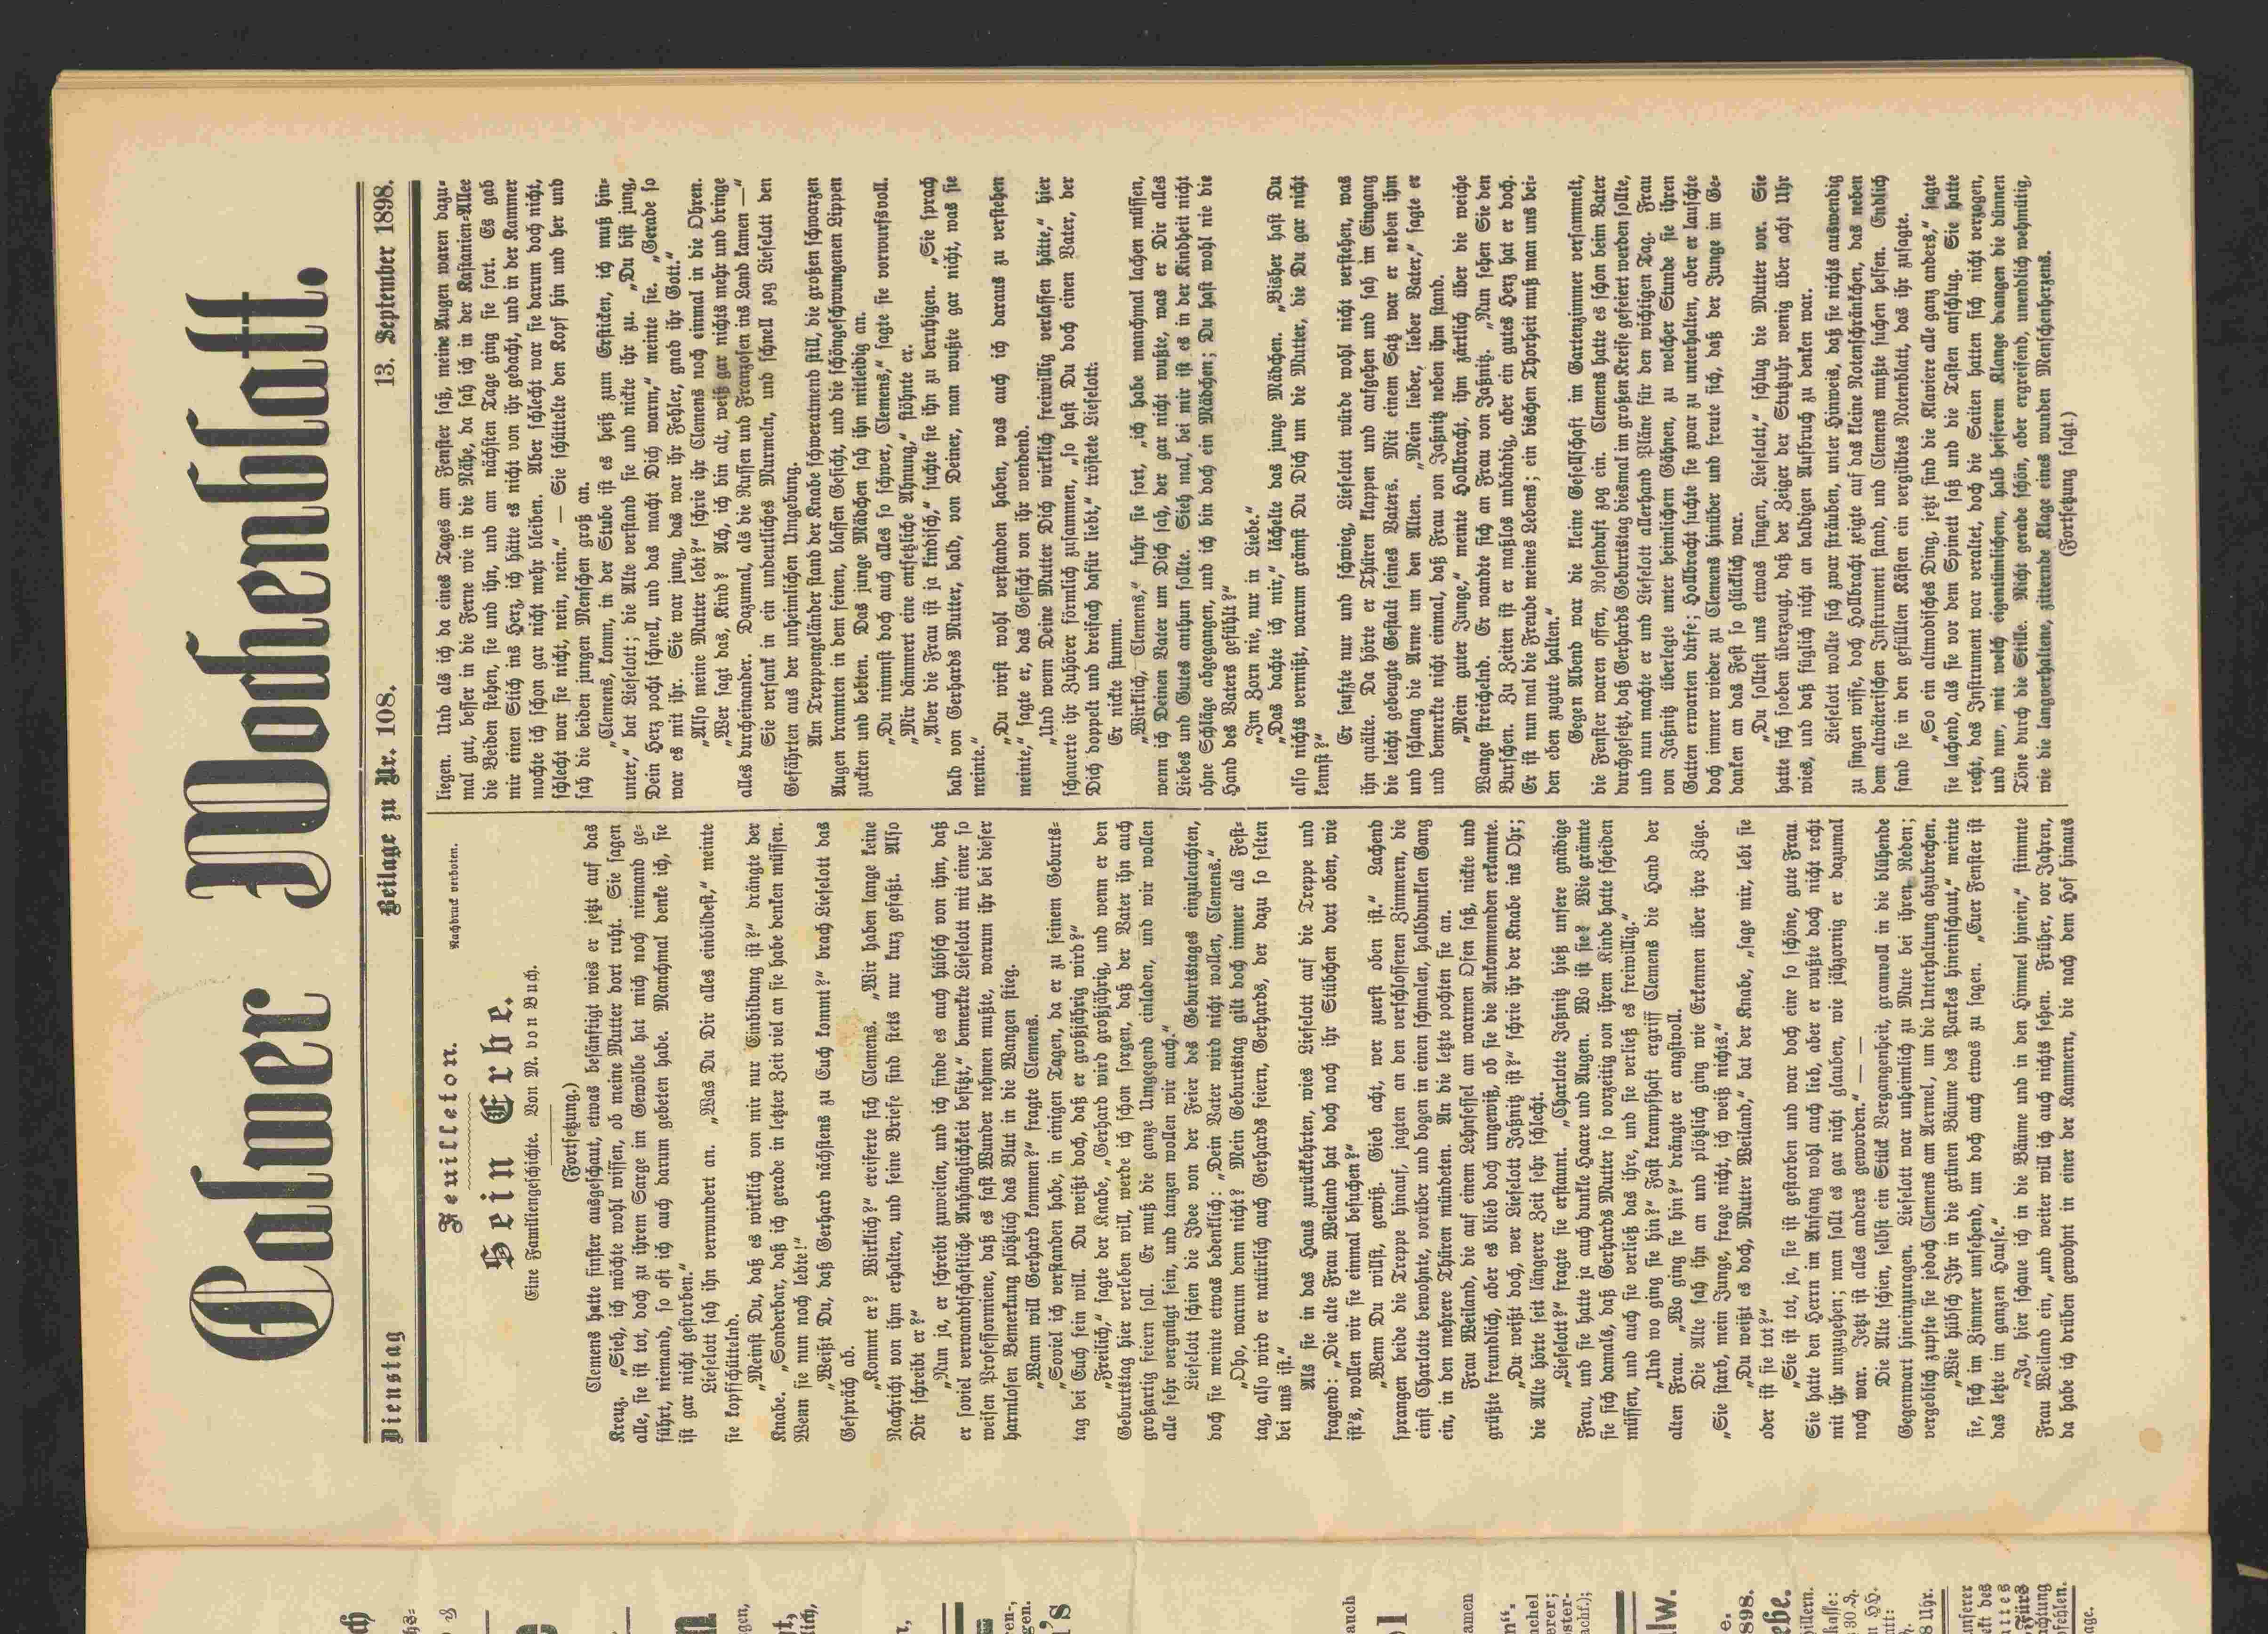 Calwer Wochenblatt.
Dienstag
Beilage zu Nr. 108.
13. September 1898.
Feuilleton.
Nachdruck verboten.
Sein Erbe.
Eine Familiengeschichte. Von M. von Buch.
(Fortsetzung.)
Clemens hatte finster ausgeschaut, etwas besänftigt wies er jetzt auf das
Kreuz. „Sieh, ich möchte wohl wissen, ob meine Mutter dort ruht. Sie sagen
alle, sie ist tot, doch zu ihrem Sarge im Gewölbe hat mich noch niemand ge-
führt, niemand, so oft ich auch darum gebeten habe. Manchmal denke ich, sie
ist gar nicht gestorben.“
Lieselott sah ihn verwundert an. „Was Du Dir alles einbildest,“ meinte
sie kopfschüttelnd.
„Meinst Du, daß es wirklich von mir nur Einbildung ist?“ drängte der
Knabe. „Sonderbar, daß ich gerade in letzter Zeit viel an sie habe denken müssen.
Wenn sie nun noch lebte!“
„Weißt Du, daß Gerhard nächstens zu Euch kommt?“ brach Lieselott das
Gespräch ab.
„Kommt er? Wirklich?“ ereiferte sich Clemens. „Wir haben lange keine
Nachricht von ihm erhalten, und seine Briefe sind stets nur kurz gefaßt. Also
Dir schreibt er?“
„Nun ja, er schreibt zuweilen, und ich finde es auch hübsch von ihm, daß
er soviel verwandtschaftliche Anhänglichkeit besitzt,“ bemerkte Lieselott mit einer so
weisen Professormiene, daß es fast Wunder nehmen mußte, warum ihr bei dieser
harmlosen Bemerkung plötzlich das Blut in die Wangen stieg.
„Wann will Gerhard kommen?“ fragte Clemens.
„Soviel ich verstanden habe, in einigen Tagen, da er zu seinem Geburts-
tag bei Euch sein will. Du weißt doch, daß er großjährig wird?“
„Freilich,“ sagte der Knabe, „Gerhard wird großjährig, und wenn er den
Geburtstag hier verleben will, werde ich schon sorgen, daß der Vater ihn auch
großartig feiern soll. Er muß die ganze Umgegend einladen, und wir wollen
alle sehr vergnügt sein, und tanzen wollen wir auch.“
Lieselott schien die Idee von der Feier des Geburtstages einzuleuchten,
doch sie meinte etwas bedenklich: „Dein Vater wird nicht wollen, Clemens.“
„Oho, warum denn nicht? Mein Geburtstag gilt doch immer als Fest-
tag, also wird er natürlich auch Gerhards feiern, Gerhards, der dazu so selten
bei uns ist.“
Als sie in das Haus zurückkehrten, wies Lieselott auf die Treppe und
fragend: „Die alte Frau Weiland hat doch noch ihr Stübchen dort oben, wie
ist's, wollen wir sie einmal besuchen?“
„Wenn Du willst, gewiß. Gieb acht, wer zuerst oben ist.“ Lachend
sprangen beide die Treppe hinauf, jagten an den verschlossenen Zimmern, die
einst Charlotte bewohnte, vorüber und bogen in einen schmalen, halbdunklen Gang
ein, in den mehrere Thüren mündeten. An die letzte pochten sie an.
Frau Weiland, die auf einem Lehnsessel am warmen Ofen saß, nickte und
grüßte freundlich, aber es blieb doch ungewiß, ob sie die Ankommenden erkannte.
„Du weißt doch, wer Lieselott Jaßnitz ist?“ schrie ihr der Knabe ins Ohr;
die Alte hörte seit längerer Zeit sehr schlecht.
„Lieselott?“ fragte sie erstaunt. „Charlotte Jaßnitz hieß unsere gnädige
Frau, und sie hatte ja auch dunkle Haare und Augen. Wo ist sie? Wie grämte
sie sich damals, daß Gerhards Mutter so vorzeitig von ihrem Kinde hatte scheiden
müssen, und auch sie verließ das ihre, und sie verließ es freiwillig.“
„Und wo ging sie hin?“ Fast krampfhaft ergriff Clemens die Hand der
alten Frau. „Wo ging sie hin?“ drängte er angstvoll.
Die Alte sah ihn an und plötzlich ging wie Erkennen über ihre Züge.
„Sie starb, mein Junge, frage nicht, ich weiß nichts.“
„Du weißt es doch, Mutter Weiland,“ bat der Knabe, „sage mir, lebt sie
oder ist sie tot?“
„Sie ist tot, ja, sie ist gestorben und war doch eine so schöne, gute Frau.
Sie hatte den Herrn im Anfang wohl auch lieb, aber er wußte doch nicht recht
mit ihr umzugehen; man sollt es gar nicht glauben, wie jähzornig er dazumal
noch war. Jetzt ist alles anders geworden.“ — —
Die Alte schien, selbst ein Stück Vergangenheit, gramvoll in die blühende
Gegenwart hineinzuragen. Lieselott war unheimlich zu Mute bei ihren Reden;
vergeblich zupfte sie jedoch Clemens am Aermel, um die Unterhaltung abzubrechen.
„Wie hübsch Ihr in die grünen Bäume des Parkes hineinschaut,“ meinte
sie, sich im Zimmer umsehend, um doch auch etwas zu sagen. „Euer Fenster ist
das letzte im ganzen Hause.“
„Ja, hier schaue ich in die Bäume und in den Himmel hinein,“ stimmte
Frau Weiland ein, „und weiter will ich auch nichts sehen. Früher, vor Jahren,
da habe ich drüben gewohnt in einer der Kammern, die nach dem Hof hinaus
liegen. Und als ich da eines Tages am Fenster saß, meine Augen waren dazu-
mal gut, besser in die Ferne wie in die Nähe, da sah ich in der Kastanien-Allee
die Beiden stehen, sie und ihn, und am nächsten Tage ging sie fort. Es gab
mir einen Stich ins Herz, ich hätte es nicht von ihr gedacht, und in der Kammer
mochte ich schon gar nicht mehr bleiben. Aber schlecht war sie darum doch nicht,
schlecht war sie nicht, nein, nein.“ — Sie schüttelte den Kopf hin und her und
sah die beiden jungen Menschen groß an.
„Clemens, komm, in der Stube ist es heiß zum Ersticken, ich muß hin-
unter,“ bat Lieselott; die Alte verstand sie und nickte ihr zu. „Du bist jung,
Dein Herz pocht schnell, und das macht Dich warm,“ meinte sie. „Gerade so
war es mit ihr. Sie war jung, das war ihr Fehler, gnad ihr Gott.“
„Also meine Mutter lebt?“ schrie ihr Clemens noch einmal in die Ohren.
„Wer sagt das, Kind? Ach, ich bin alt, weiß gar nichts mehr und bringe
alles durcheinander. Dazumal, als die Russen und Franzosen ins Land kamen —“
Sie versank in ein undeutliches Murmeln, und schnell zog Lieselott den
Gefährten aus der unheimlichen Umgebung.
Am Treppengeländer stand der Knabe schweratmend still, die großen schwarzen
Augen brannten in dem feinen, blassen Gesicht, und die schöngeschwungenen Lippen
zuckten und bebten. Das junge Mädchen sah ihn mitleidig an.
„Du nimmst doch auch alles so schwer, Clemens,“ sagte sie vorwurfsvoll.
„Mir dämmert eine entsetzliche Ahnung,“ stöhnte er.
„Aber die Frau ist ja kindisch,“ suchte sie ihn zu beruhigen. „Sie sprach
halb von Gerhards Mutter, halb, von Deiner, man wußte gar nicht, was sie
meinte.“
„Du wirst wohl verstanden haben, was auch ich daraus zu verstehen
meinte,“ sagte er, das Gesicht von ihr wendend.
„Und wenn Deine Mutter Dich wirklich freiwillig verlassen hätte,“ hier
schauerte ihr Zuhörer förmlich zusammen, „so hast Du doch einen Vater, der
Dich doppelt und dreifach dafür liebt,“ tröstete Lieselott:
Er nickte stumm.
„Wirklich, Clemens,“ fuhr sie fort, „ich habe manchmal lachen müssen,
wenn ich Deinen Vater um Dich sah, der gar nicht wußte, was er Dir alles
Liebes und Gutes anthun sollte. Sieh mal, bei mir ist es in der Kindheit nicht
ohne Schläge abgegangen, und ich bin doch ein Mädchen; Du hast wohl nie die
Hand des Vaters gefühlt?“
„Im Zorn nie, nur in Liebe.“
„Das dachte ich mir,“ lächelte das junge Mädchen. „Bisher hast Du
also nichts vermißt, warum grämst Du Dich um die Mutter, die Du gar nicht
kennst?“
Er seufzte nur und schwieg, Lieselott würde wohl nicht verstehen, was
ihn quälte. Da hörte er Thüren klappen und aufgehen und sah im Eingang
die leicht gebeugte Gestalt seines Vaters. Mit einem Satz war er neben ihm
und schlang die Arme um den Alten. „Mein lieber, lieber Vater,“ sagte er
und bemerkte nicht einmal, daß Frau von Jaßnitz neben ihm stand.
„Mein guter Junge,“ meinte Hollbracht, ihm zärtlich über die weiche
Wange streichelnd. Er wandte sich an Frau von Jaßnitz. „Nun sehen Sie den
Burschen. Zu Zeiten ist er maßlos unbändig, aber ein gutes Herz hat er doch.
Er ist nun mal die Freude meines Lebens; ein bischen Thorheit muß man uns bei-
den eben zugute halten.“
Gegen Abend war die kleine Gesellschaft im Gartenzimmer versammelt,
die Fenster waren offen, Rosenduft zog ein. Clemens hatte es schon beim Vater
durchgesetzt, daß Gerhards Geburtstag diesmal im großen Kreise gefeiert werden sollte,
und nun machte er und Lieselott allerhand Pläne für den wichtigen Tag. Frau
von Jaßnitz überlegte unter heimlichem Gähnen, zu welcher Stunde sie ihren
Gatten erwarten dürfe; Hollbracht suchte sie zwar zu unterhalten, aber er lauschte
doch immer wieder zu Clemens hinüber und freute sich, daß der Junge im Ge-
danken an das Fest so glücklich war.
„Du solltest uns etwas singen, Lieselott,“ schlug die Mutter vor. Sie
hatte sich soeben überzeugt, daß der Zeiger der Stutzuhr wenig über acht Uhr
wies, und daß füglich nicht an baldigen Aufbruch zu denken war.
Lieselott wollte sich zwar sträuben, unter Hinweis, daß sie nichts auswendig
zu singen wisse, doch Hollbracht zeigte auf das kleine Notenschränkchen, das neben
dem altväterischen Instrument stand, und Clemens mußte suchen helfen. Endlich
fand sie in den gefüllten Kästen ein vergilbtes Notenblatt, das ihr zusagte.
„So ein altmodisches Ding, jetzt sind die Klaviere alle ganz anders,“ sagte
sie lachend, als sie vor dem Spinett saß und die Tasten anschlug. Sie hatte
recht, das Instrument war veraltet, doch die Saiten hatten sich nicht verzogen,
und nun, mit welch eigentümlichem, halb heiserem Klange drangen die dünnen
Töne durch die Stille. Nicht gerade schön, aber ergreifend, unendlich wehmütig,
wie die langverhaltene, zitternde Klage eines wunden Menschenherzens.
(Fortsetzung folgt.)